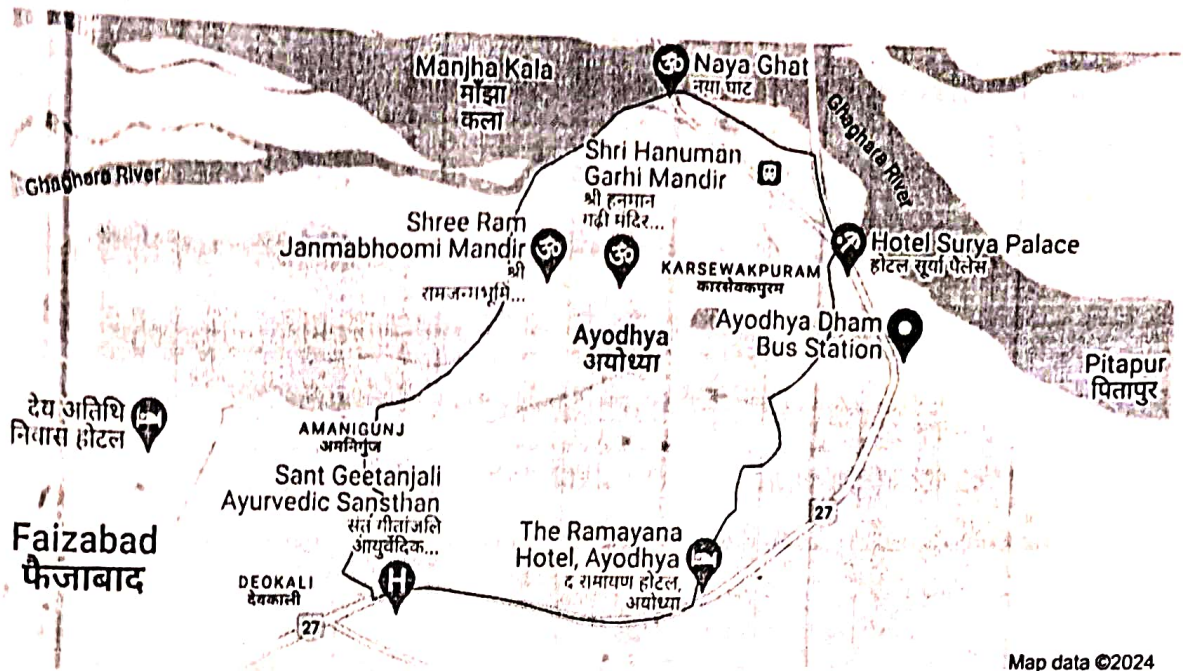 Manjha Kala
माँझा
कला
Naya Ghat
नया घाट
Ghaghara River
Ghaghara River
Shri Hanuman
Garhi Mandir
श्री हनमान
गढ़ी मंदिर...
Shree Ram
Janmabhoomi Mandir
श्री
रामजन्मभूमि...
KARSEWAKPURAM
कारसेवकपुरम
Hotel Surya Palace
होटल सूर्या पैलेस
Ayodhya
अयोध्या
Ayodhya Dham
Bus Station
Pitapur
पितापुर
देय अतिथि
निवास होटल
AMANIGUNJ
अमनिगुंज
Sant Geetanjali
Ayurvedic Sansthan
संत गीतांजलि
आयुर्वेदिक...
H
Faizabad
फैजाबाद
DEOKALI
देवकाली
27
The Ramayana
Hotel, Ayodhya
द रामायण होटल,
अयोध्या
27
Map data ©2024